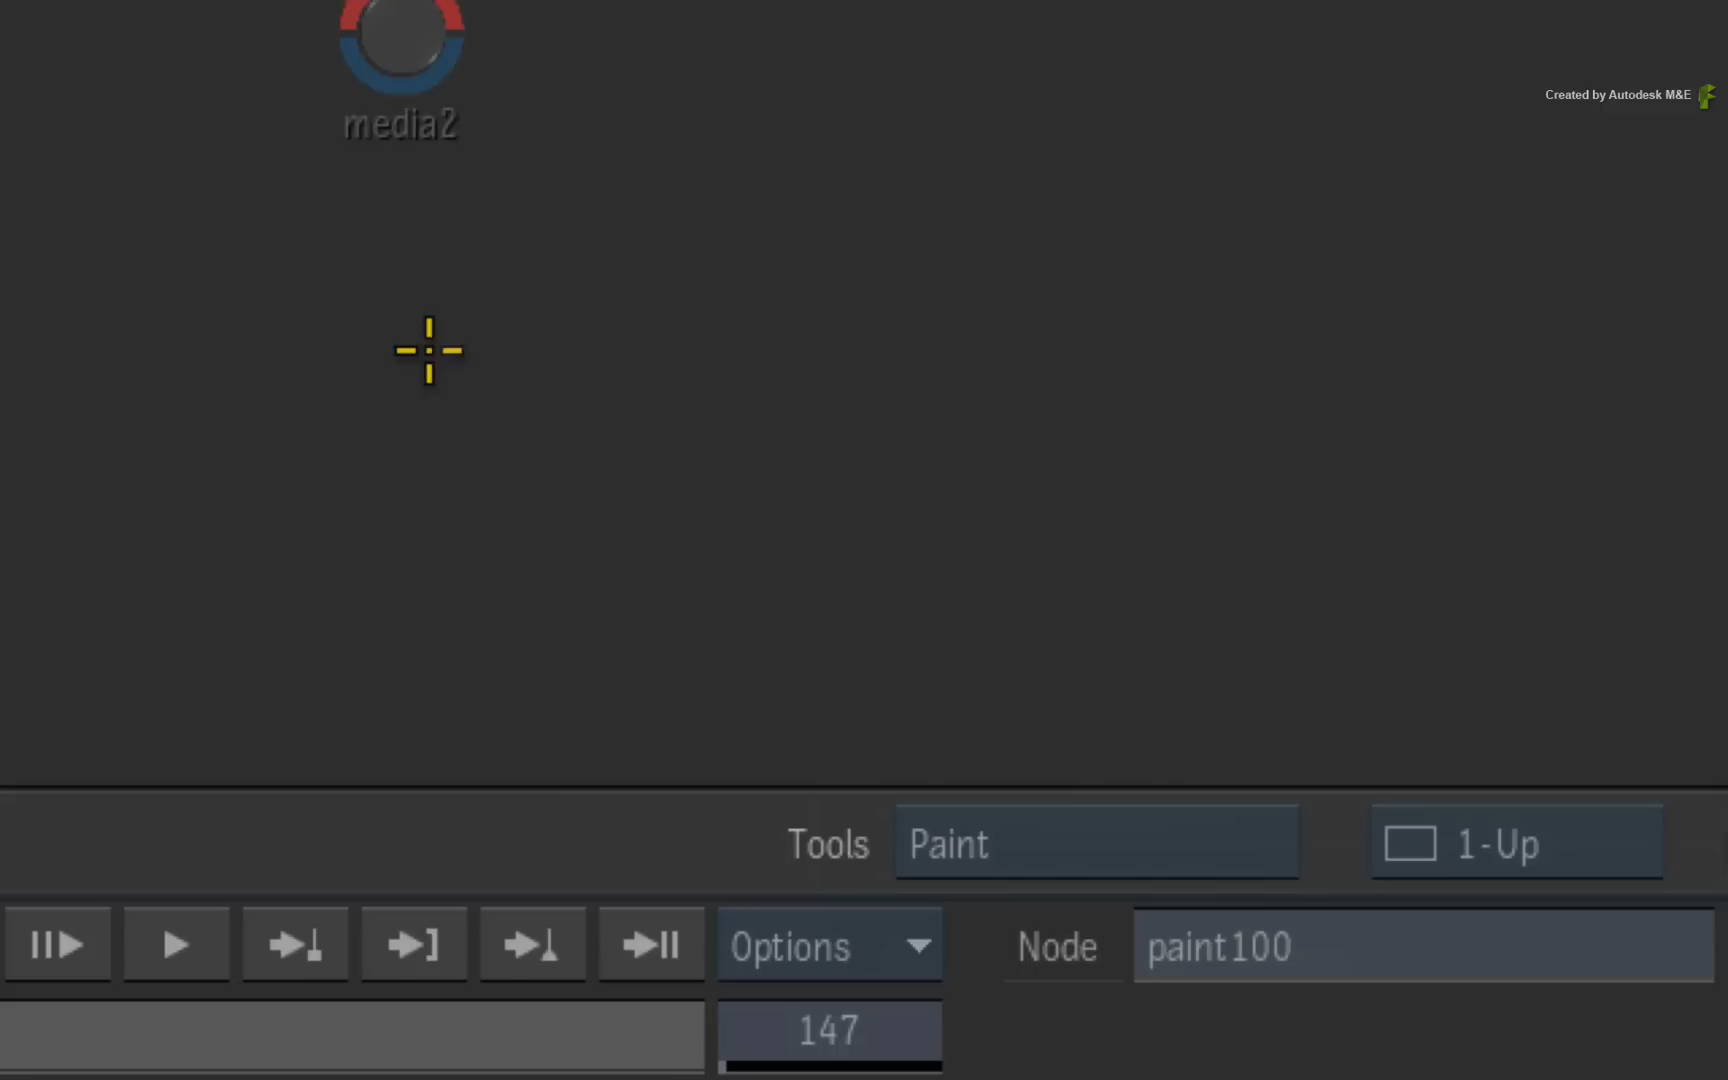 Created by Autodesk M&E
media2
Tools
Paint
1-Up
Options
Node
paint100
147